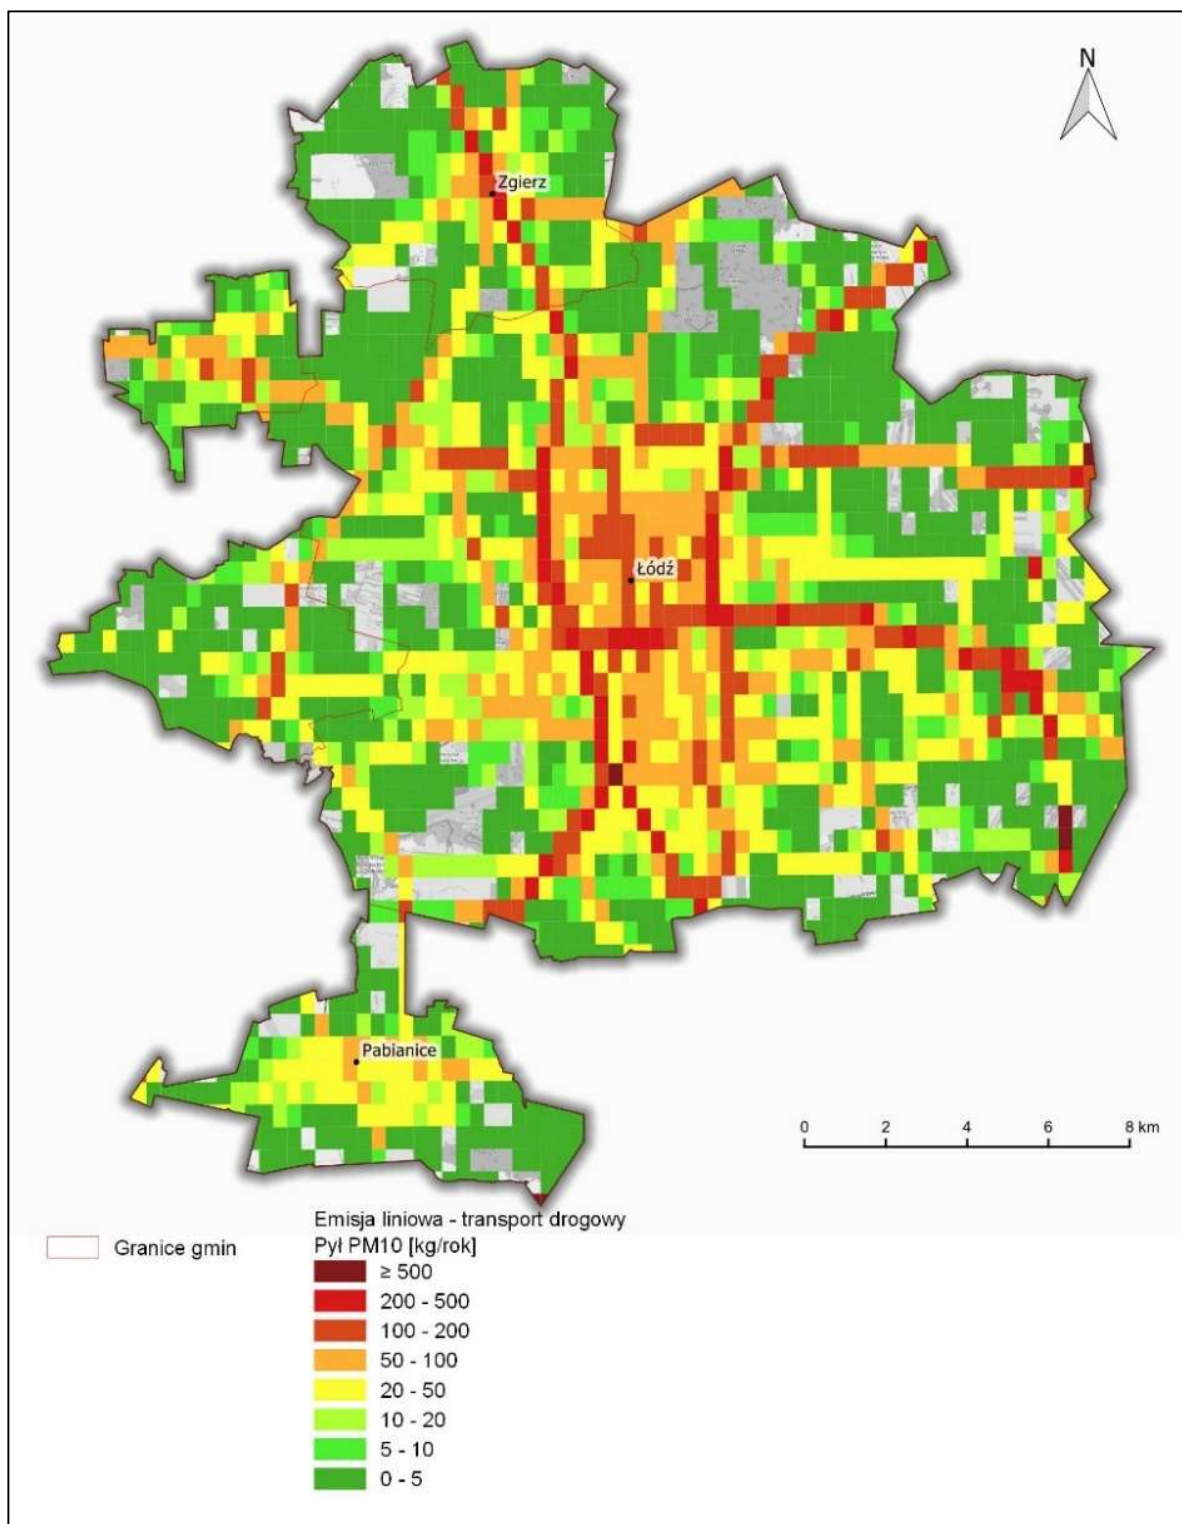 N
Zgierz
Łódź
Pabianice
0 2 4 6 8 km
Emisja liniowa - transport drogowy
Granice gmin
Pył PM10 [kg/rok]
≥ 500
200 - 500
100 - 200
50 - 100
20 - 50
10 - 20
5 - 10
0 - 5